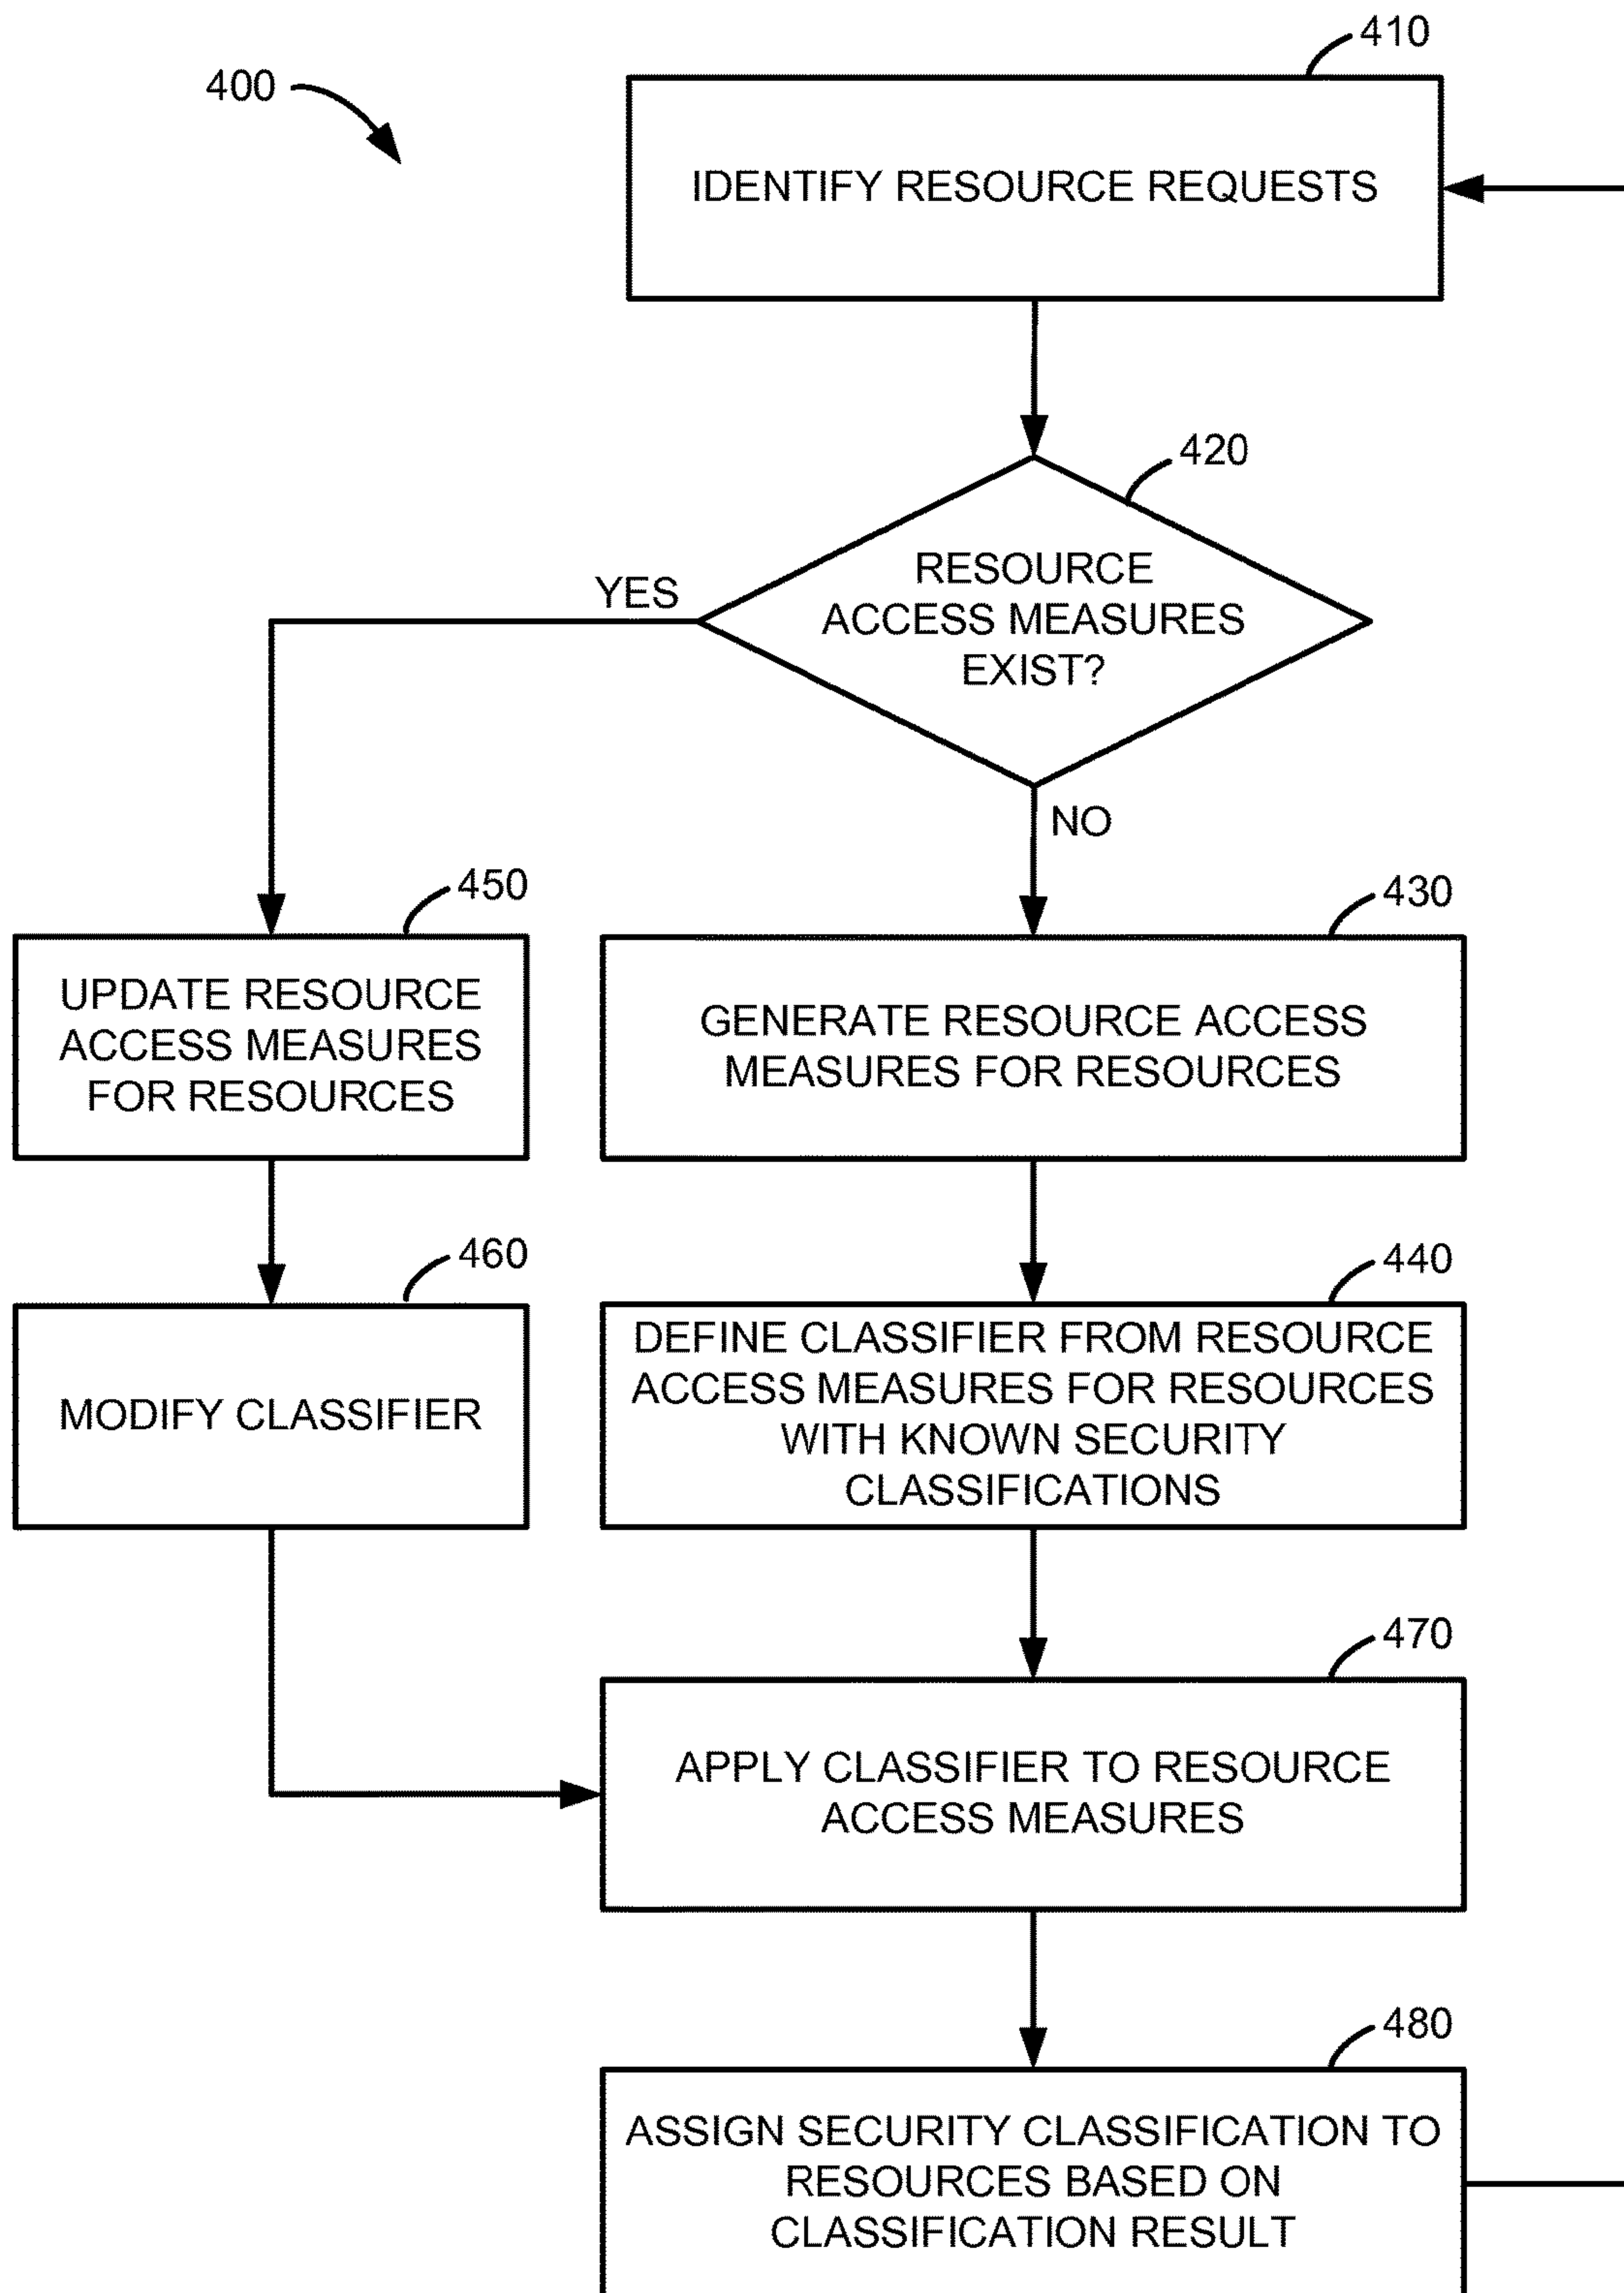 410
400
IDENTIFY RESOURCE REQUESTS
420
RESOURCE
ACCESS MEASURES
EXIST?
YES
NO
450
430
UPDATE RESOURCE
ACCESS MEASURES
FOR RESOURCES
GENERATE RESOURCE ACCESS
MEASURES FOR RESOURCES
460
440
MODIFY CLASSIFIER
DEFINE CLASSIFIER FROM RESOURCE
ACCESS MEASURES FOR RESOURCES
WITH KNOWN SECURITY
CLASSIFICATIONS
470
APPLY CLASSIFIER TO RESOURCE
ACCESS MEASURES
480
ASSIGN SECURITY CLASSIFICATION TO
RESOURCES BASED ON
CLASSIFICATION RESULT